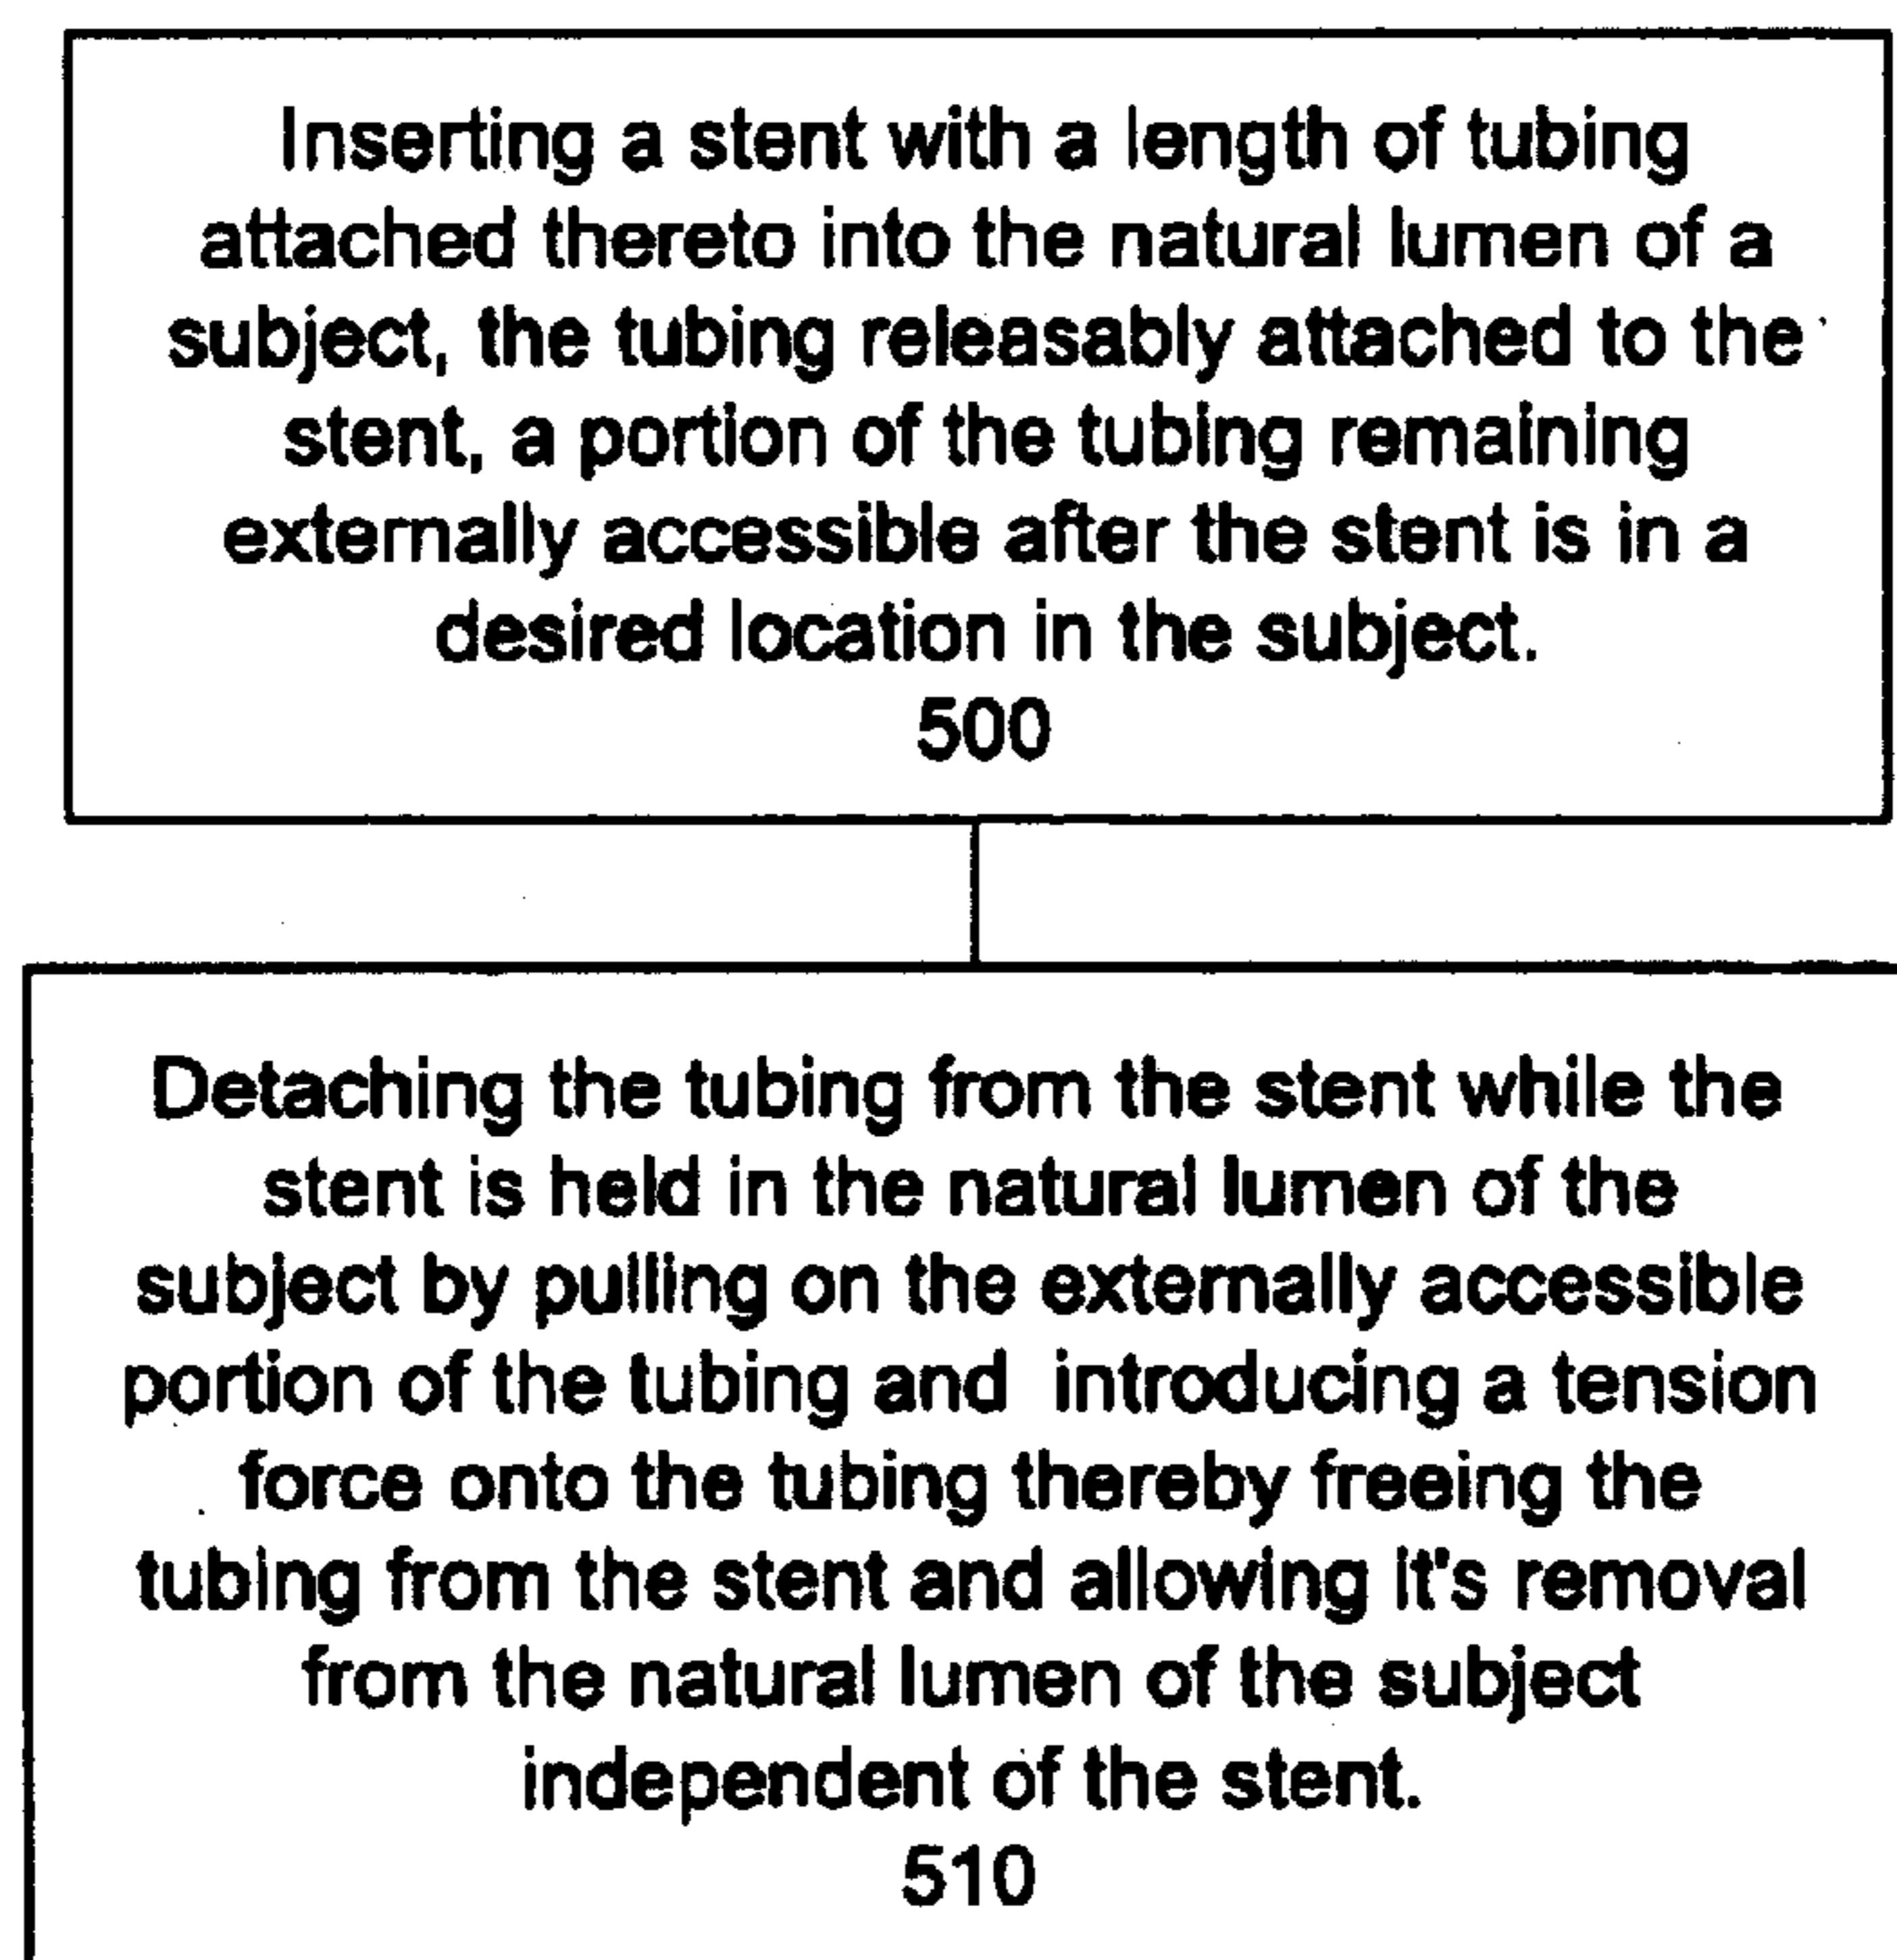 Inserting a stent with a length of tubing
attached thereto into the natural lumen of a
subject, the tubing releasably attached to the
stent, a portion of the tubing remaining
externally accessible after the stent is in a
desired location in the subject.
500
Detaching the tubing from the stent while the
stent is held in the natural lumen of the
subject by pulling on the externally accessible
portion of the tubing and introducing a tension
force onto the tubing thereby freeing the
tubing from the stent and allowing it's removal
from the natural lumen of the subject
independent of the stent.
510